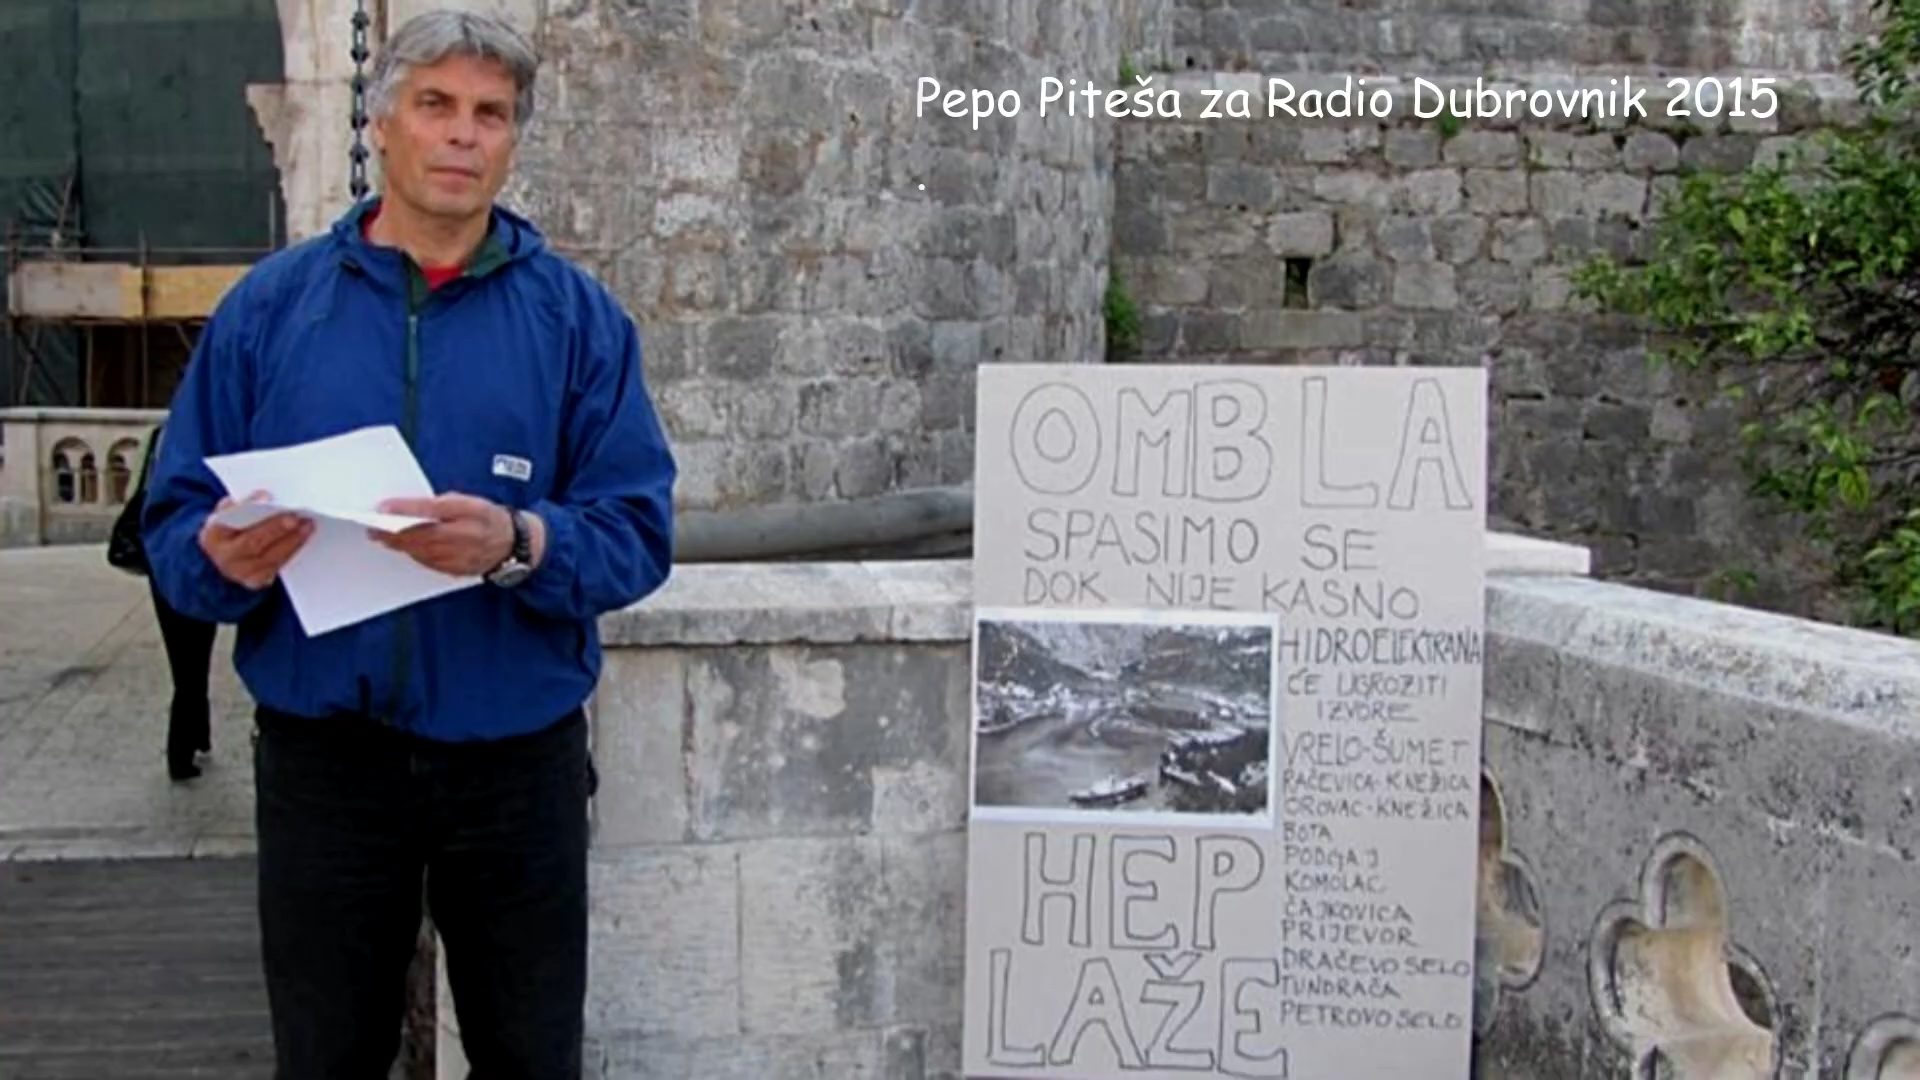 Pepo Piteša za Radio Dubrovnik 2015
.
OMBLA
SPASIMO SE
DOK NIJE KASNO
HIDROELEKTRANA
ĆE UGROZITI
IZVORE
VRELO-ŠUMET
RAČEVICA-KNEŽICA
OROVAC-KNEŽICA
BOTA
PODGAJ
KOMOLAC
ČAJKOVICA
PRIJEVOR
DRAČEVO SELO
TUNDRAČA
PETROVO SELO
HEP
LAŽE